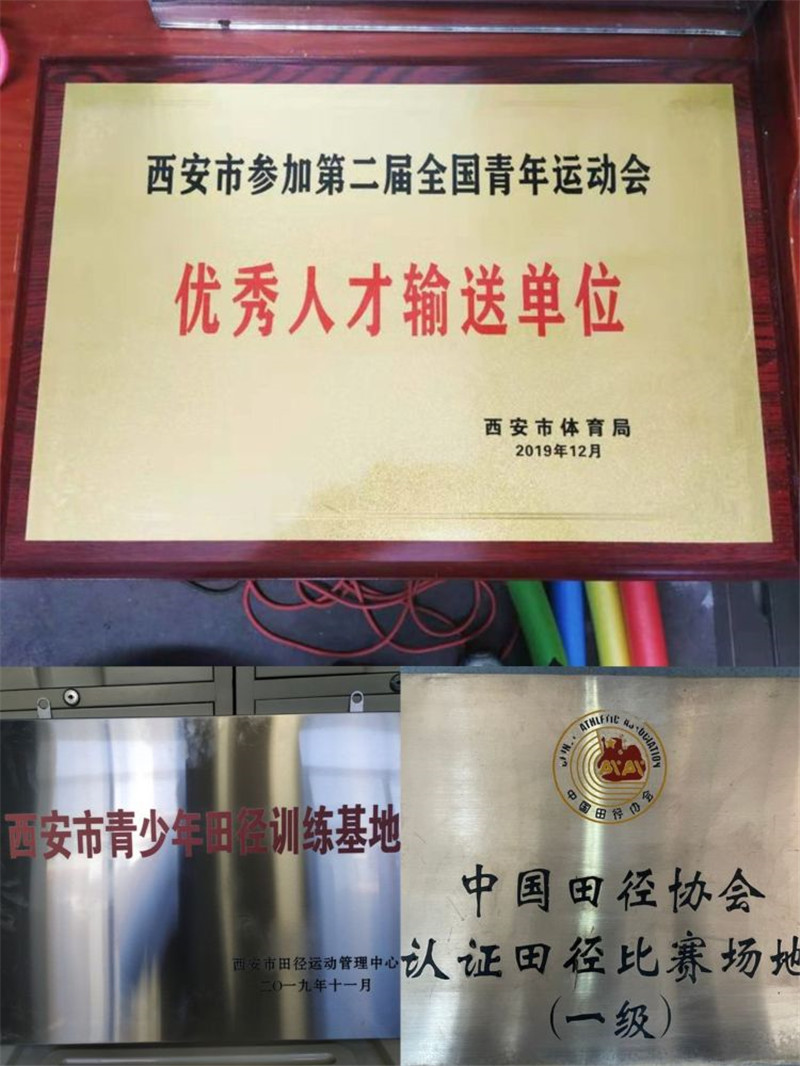 西安市参加第二届全国青年运动会
优秀人才输送单位
西安市体育局
2019年12月
西安市青少年田径训练基地
西安市田径运动管理中心
二〇一九年十一月
ATHLETIC ASSOCIATION
中国田径协会
中国田径协会
认证田径比赛场地
(一级)